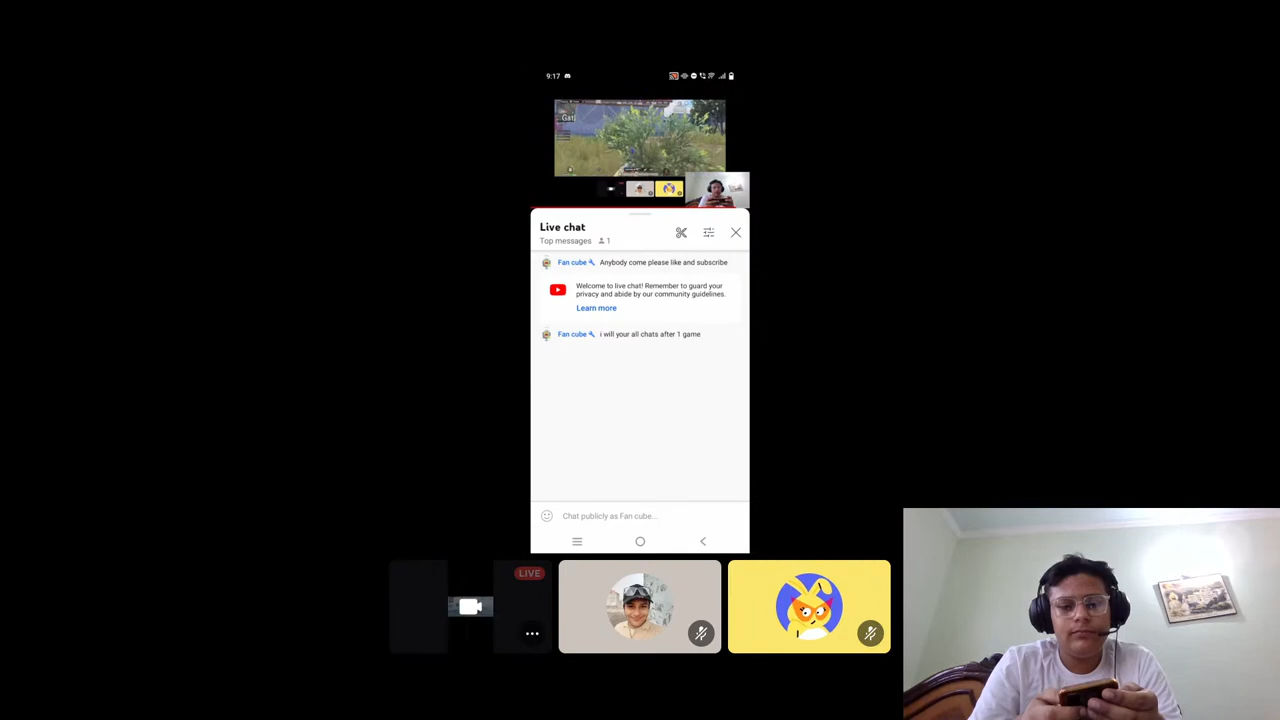 9:17
Gat
Live chat
Top messages 1
Fan cube Anybody come please like and subscribe
Welcome to live chat! Remember to guard your
privacy and abide by our community guidelines.
Learn more
Fan cube i will your all chats after 1 game
Chat publicly as Fan cube...
LIVE